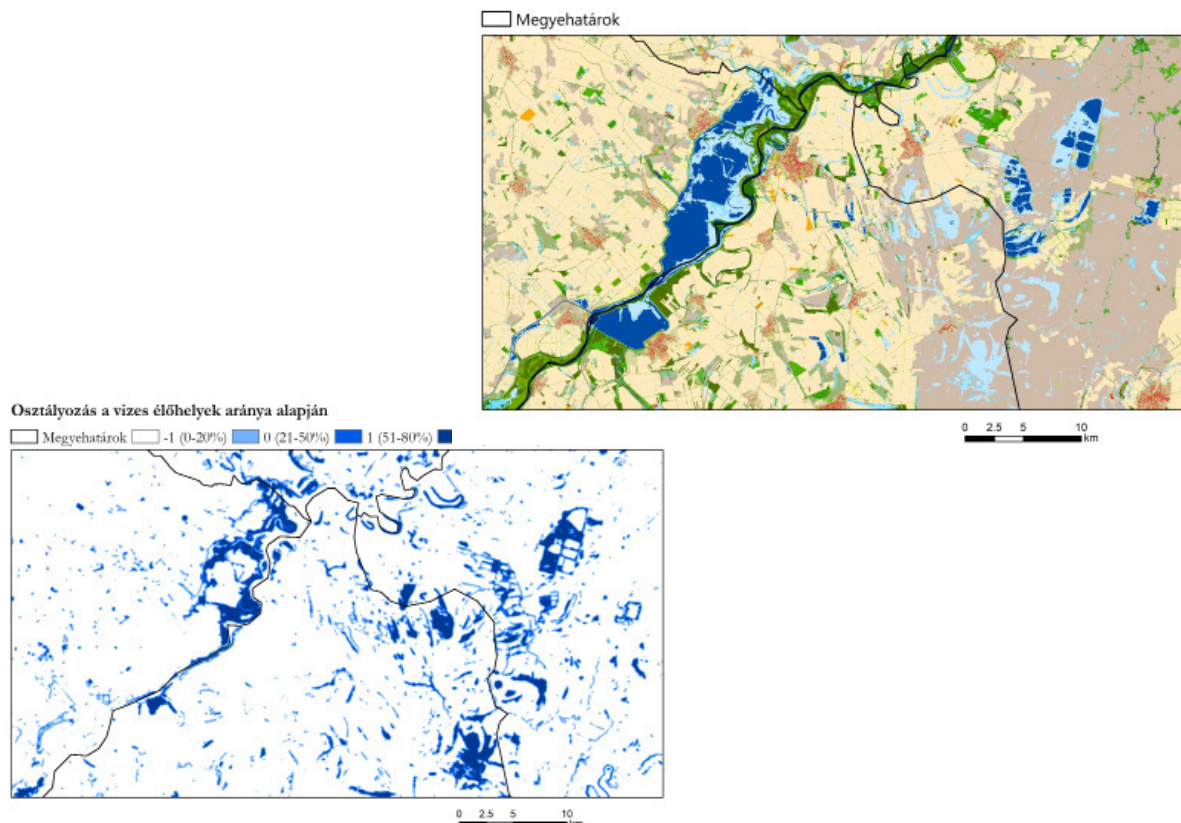 Megyehatárok
0 2.5 5 10
km
Osztályozás a vizes élőhelyek aránya alapján
Megyehatárok -1 (0-20%) 0 (21-50%) 1 (51-80%)
0 2.5 5 10
km